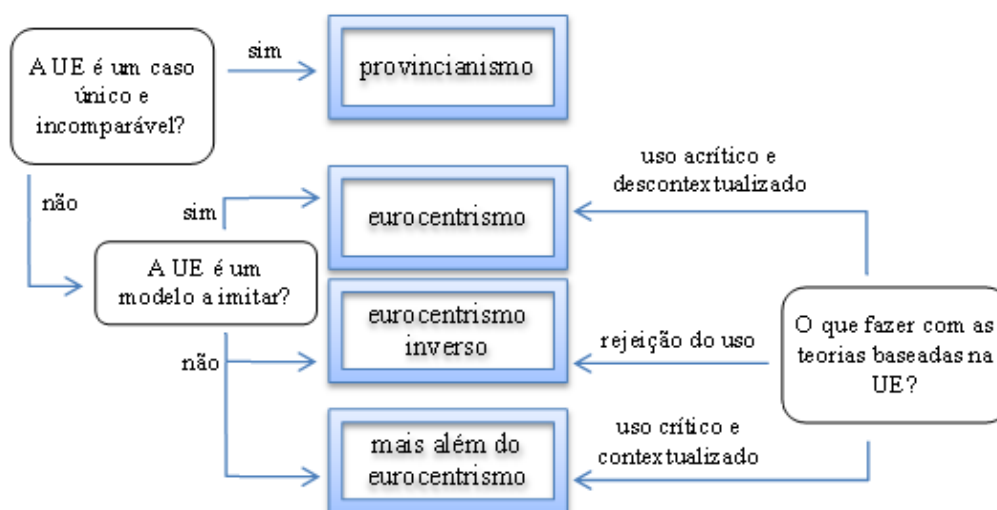 A UE é um caso
único e
incomparável?
sim
provincianismo
não
sim
A UE é um
modelo a imitar?
não
eurocentrismo
eurocentrismo
inverso
mais além do
eurocentrismo
uso acrítico e
descontextualizado
rejeição do uso
uso crítico e
contextualizado
O que fazer com as
teorias baseadas na
UE?